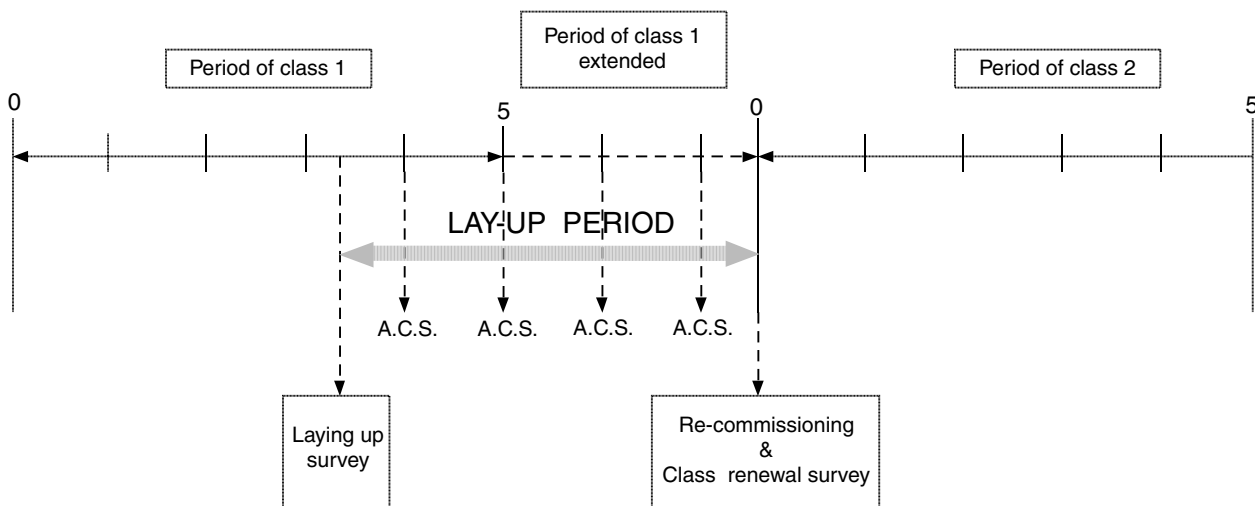 Period of class 1
Period of class 1
extended
Period of class 2
0
5
0
5
LAY-UP PERIOD
A.C.S.
A.C.S.
A.C.S.
A.C.S.
Laying up
survey
Re-commissioning
&
Class renewal survey